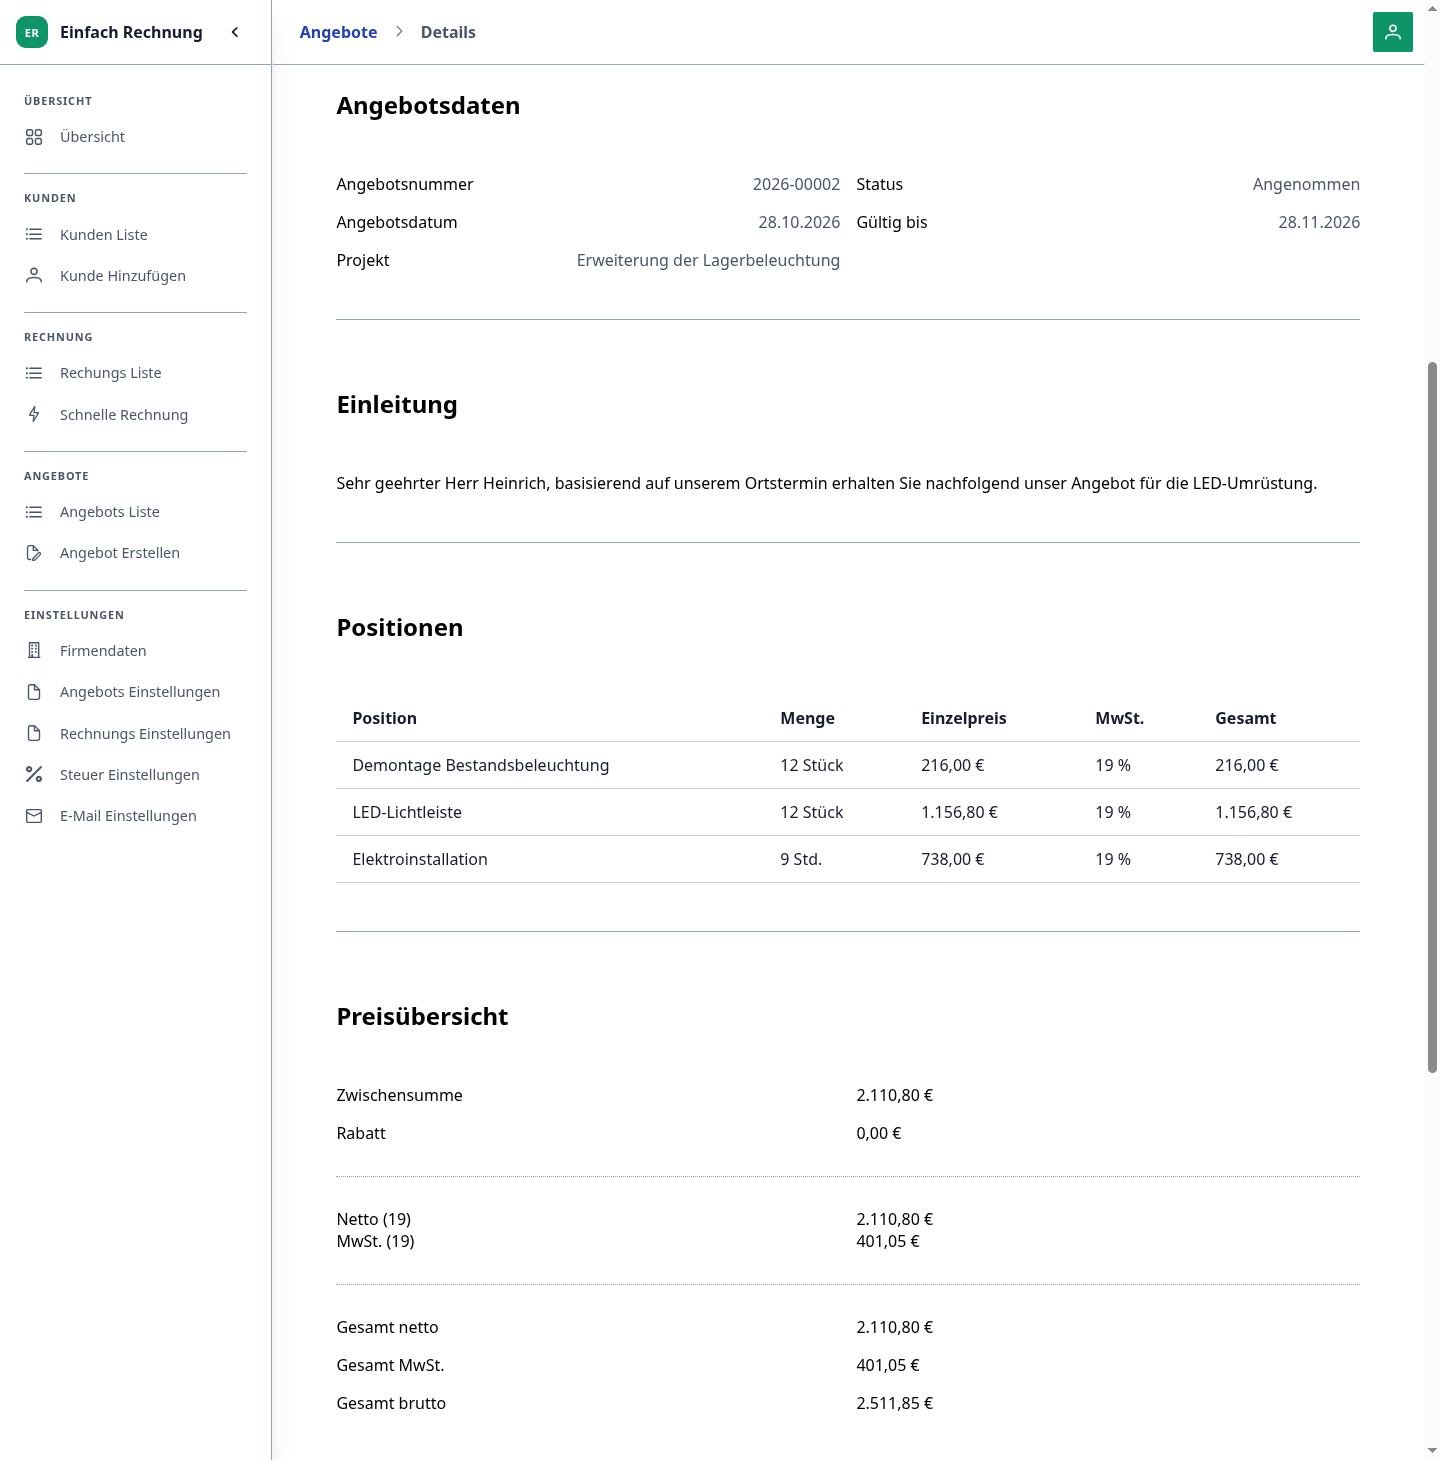 ER Einfach Rechnung
ÜBERSICHT
Übersicht
KUNDEN
Kunden Liste
Kunde Hinzufügen
RECHNUNG
Rechungs Liste
Schnelle Rechnung
ANGEBOTE
Angebots Liste
Angebot Erstellen
EINSTELLUNGEN
Firmendaten
Angebots Einstellungen
Rechnungs Einstellungen
Steuer Einstellungen
E-Mail Einstellungen
Angebote Details
Angebotsdaten
Angebotsnummer 2026-00002 Status Angenommen
Angebotsdatum 28.10.2026 Gültig bis 28.11.2026
Projekt Erweiterung der Lagerbeleuchtung
Einleitung
Sehr geehrter Herr Heinrich, basisierend auf unserem Ortstermin erhalten Sie nachfolgend unser Angebot für die LED-Umrüstung.
Positionen
Position Menge Einzelpreis MwSt. Gesamt
Demontage Bestandsbeleuchtung 12 Stück 216,00 € 19 % 216,00 €
LED-Lichtleiste 12 Stück 1.156,80 € 19 % 1.156,80 €
Elektroinstallation 9 Std. 738,00 € 19 % 738,00 €
Preisübersicht
Zwischensumme 2.110,80 €
Rabatt 0,00 €
Netto (19) 2.110,80 €
MwSt. (19) 401,05 €
Gesamt netto 2.110,80 €
Gesamt MwSt. 401,05 €
Gesamt brutto 2.511,85 €